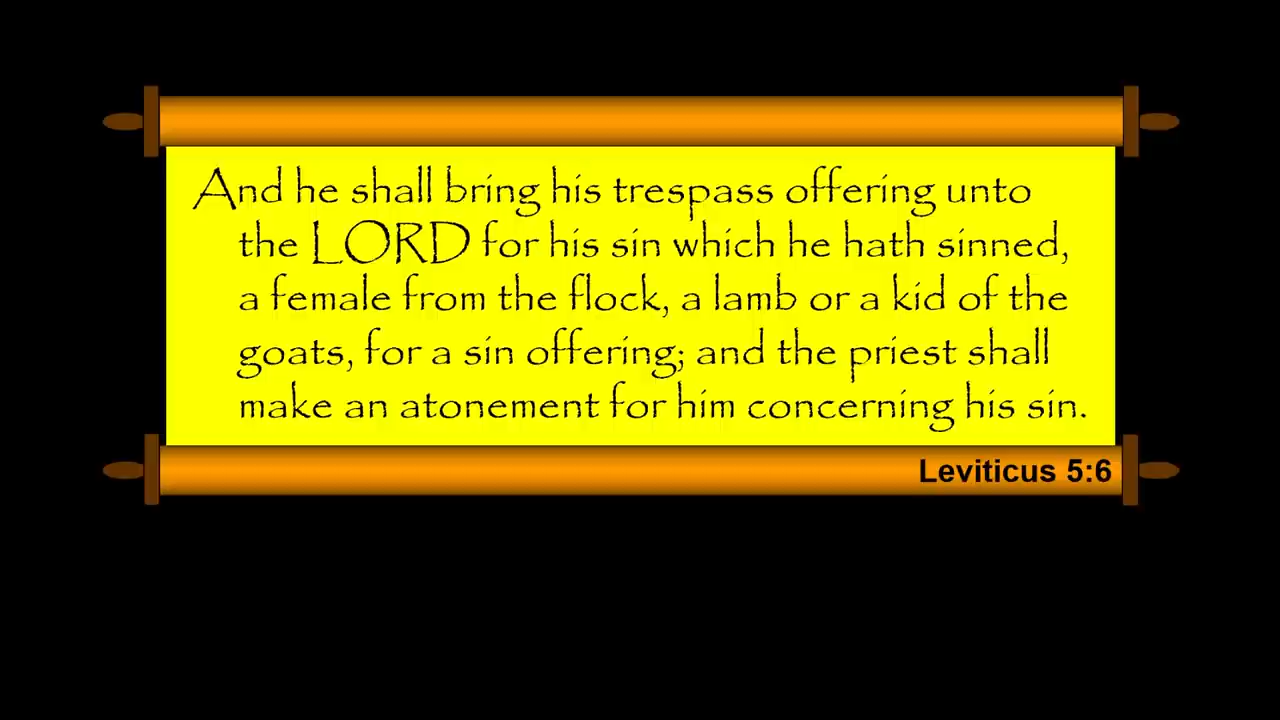 And he shall bring his trespass offering unto
the LORD for his sin which he hath sinned,
a female from the flock, a lamb or a kid of the
goats, for a sin offering; and the priest shall
make an atonement for him concerning his sin.
Leviticus 5:6